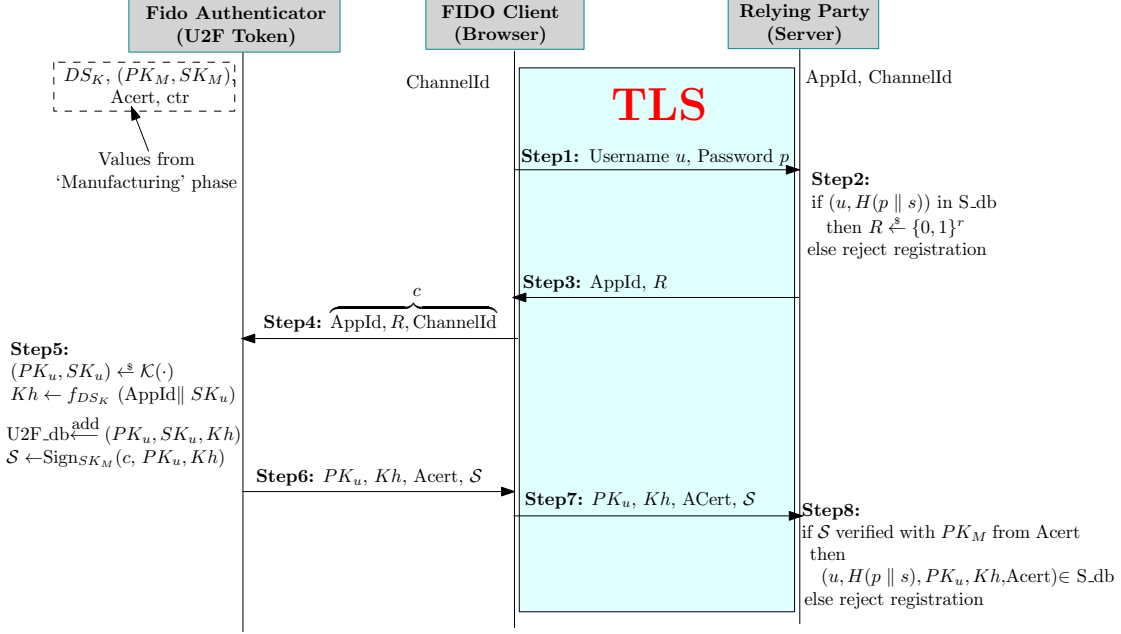 Fido Authenticator
(U2F Token)
FIDO Client
(Browser)
Relying Party
(Server)
DS_K, (PK_M, SK_M),
Acert, ctr
Values from
‘Manufacturing’ phase
ChannelId
AppId, ChannelId
TLS
Step1: Username u, Password p
Step2:
if (u, H(p ∥ s)) in S_db
then R ←$ {0, 1}^r
else reject registration
Step3: AppId, R
c
Step4: AppId, R, ChannelId
Step5:
(PK_u, SK_u) ←$ K(·)
Kh ← f_{DS_K} (AppId∥ SK_u)
add
U2F_db← (PK_u, SK_u, Kh)
S ←Sign_{SK_M}(c, PK_u, Kh)
Step6: PK_u, Kh, Acert, S
Step7: PK_u, Kh, ACert, S
Step8:
if S verified with PK_M from Acert
then
(u, H(p ∥ s), PK_u, Kh,Acert)∈ S_db
else reject registration